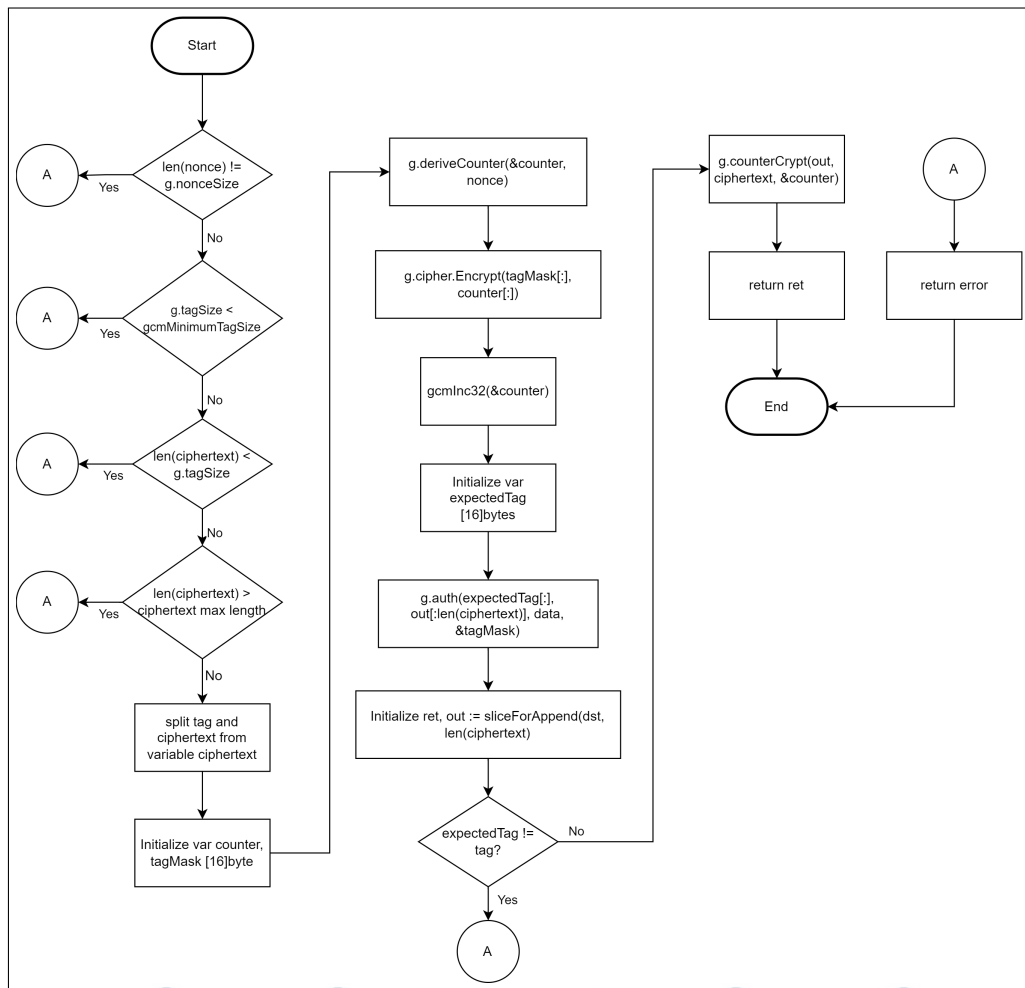 Start
len(nonce) !=
g.nonceSize
Yes
A
No
g.tagSize <
gcmMinimumTagSize
Yes
A
No
len(ciphertext) <
g.tagSize
Yes
A
No
len(ciphertext) >
ciphertext max length
Yes
A
No
split tag and
ciphertext from
variable ciphertext
Initialize var counter,
tagMask [16]byte
g.deriveCounter(&counter,
nonce)
g.cipher.Encrypt(tagMask[:],
counter[:])
gcmInc32(&counter)
Initialize var
expectedTag
[16]bytes
g.auth(expectedTag[:],
out[:len(ciphertext)], data,
&tagMask)
Initialize ret, out := sliceForAppend(dst,
len(ciphertext)
expectedTag !=
tag?
No
Yes
A
g.counterCrypt(out,
ciphertext, &counter)
return ret
End
A
return error